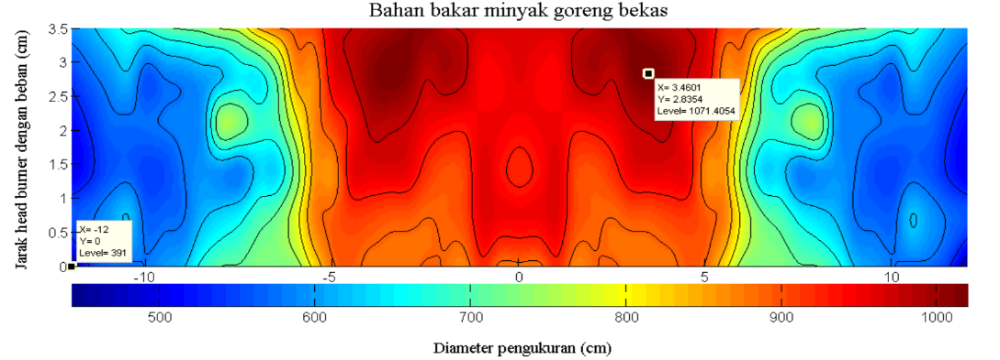 Bahan bakar minyak goreng bekas
Jarak head burner dengan beban (cm)
3.5
3
2.5
2
1.5
1
0.5
0
X= 3.4601
Y= 2.8354
Level= 1071.4054
X= -12
Y= 0
Level= 391
-10 -5 0 5 10
500 600 700 800 900 1000
Diameter pengukuran (cm)